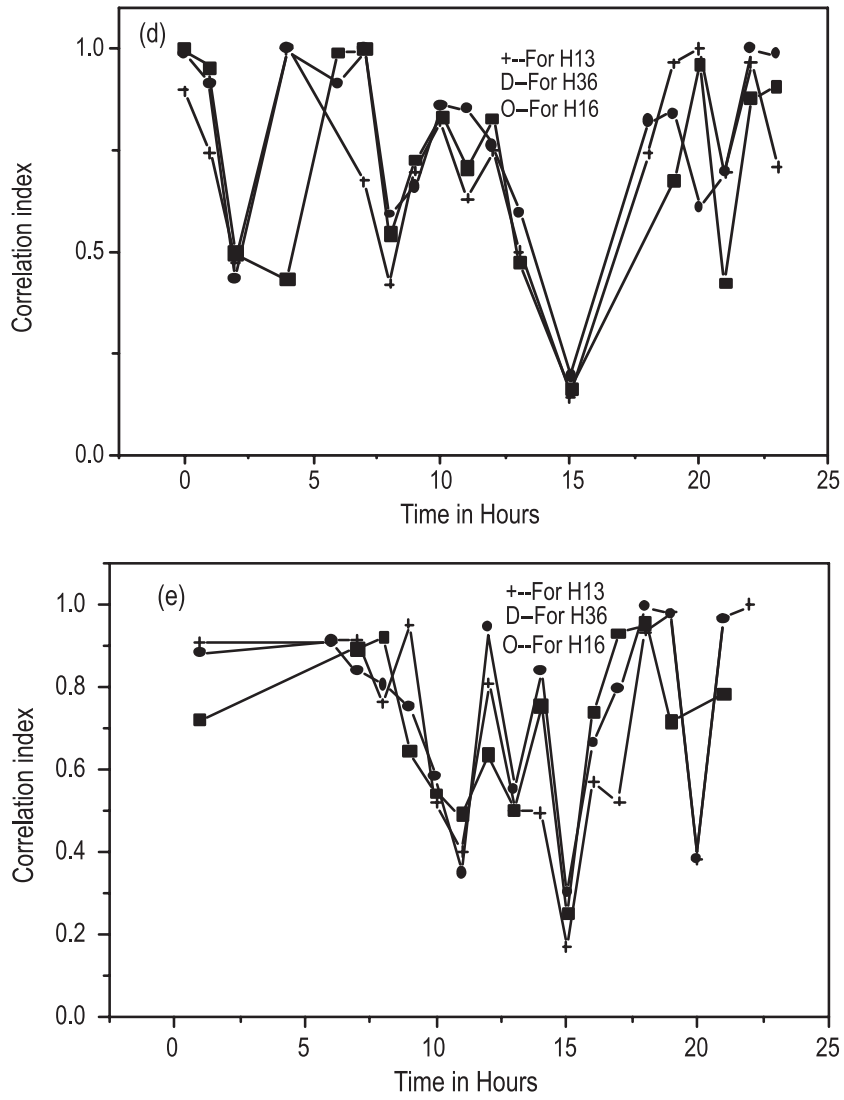 (d)
+--For H13
D–For H36
O–For H16
1.0
0.5
0.0
Correlation index
0 5 10 15 20 25
Time in Hours
(e)
+--For H13
D–For H36
O--For H16
1.0
0.8
0.6
0.4
0.2
0.0
Correlation index
0 5 10 15 20 25
Time in Hours